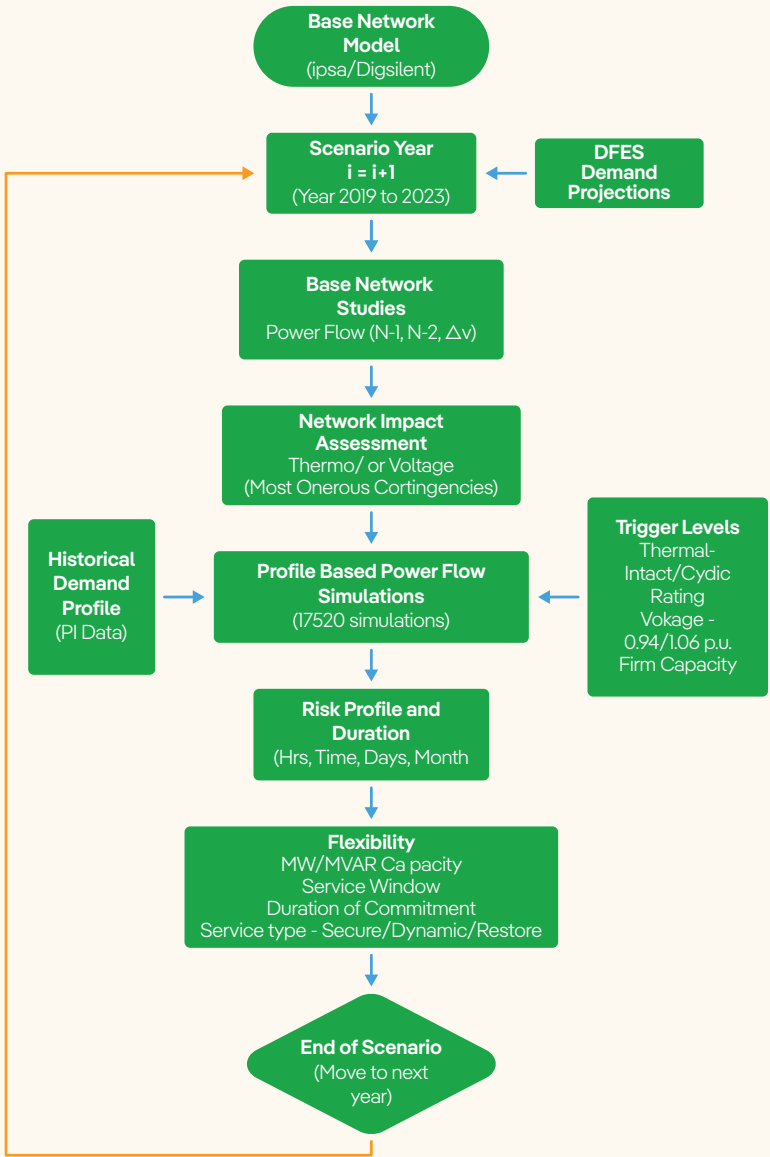 Base Network
Model
(ipsa/Digsilent)
Scenario Year
i = i+1
(Year 2019 to 2023)
DFES
Demand
Projections
Base Network
Studies
Power Flow (N-1, N-2, △v)
Network Impact
Assessment
Thermo/ or Voltage
(Most Onerous Cortingencies)
Historical
Demand
Profile
(PI Data)
Profile Based Power Flow
Simulations
(17520 simulations)
Trigger Levels
Thermal-
Intact/Cydic
Rating
Vokage -
0.94/1.06 p.u.
Firm Capacity
Risk Profile and
Duration
(Hrs, Time, Days, Month
Flexibility
MW/MVAR Ca pacity
Service Window
Duration of Commitment
Service type - Secure/Dynamic/Restore
End of Scenario
(Move to next
year)